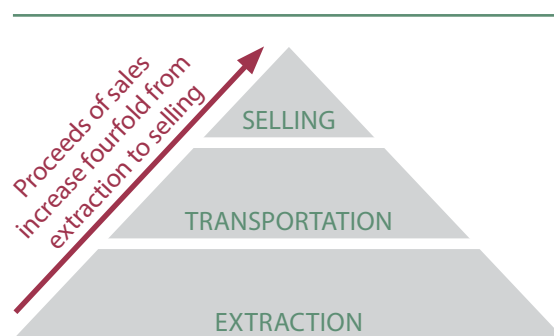 Proceeds of sales
increase fourfold from
extraction to selling
SELLING
TRANSPORTATION
EXTRACTION